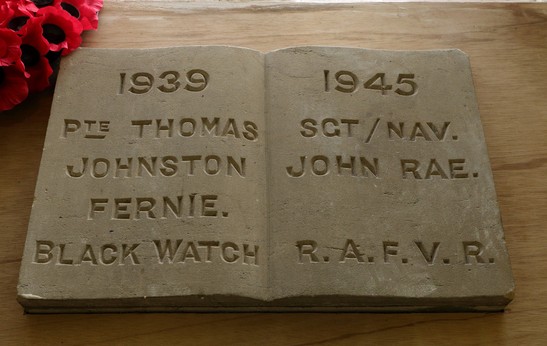 1939
PTE THOMAS
JOHNSTON
FERNIE.
BLACK WATCH
1945
SGT/NAV.
JOHN RAE.
R.A.F.V.R.